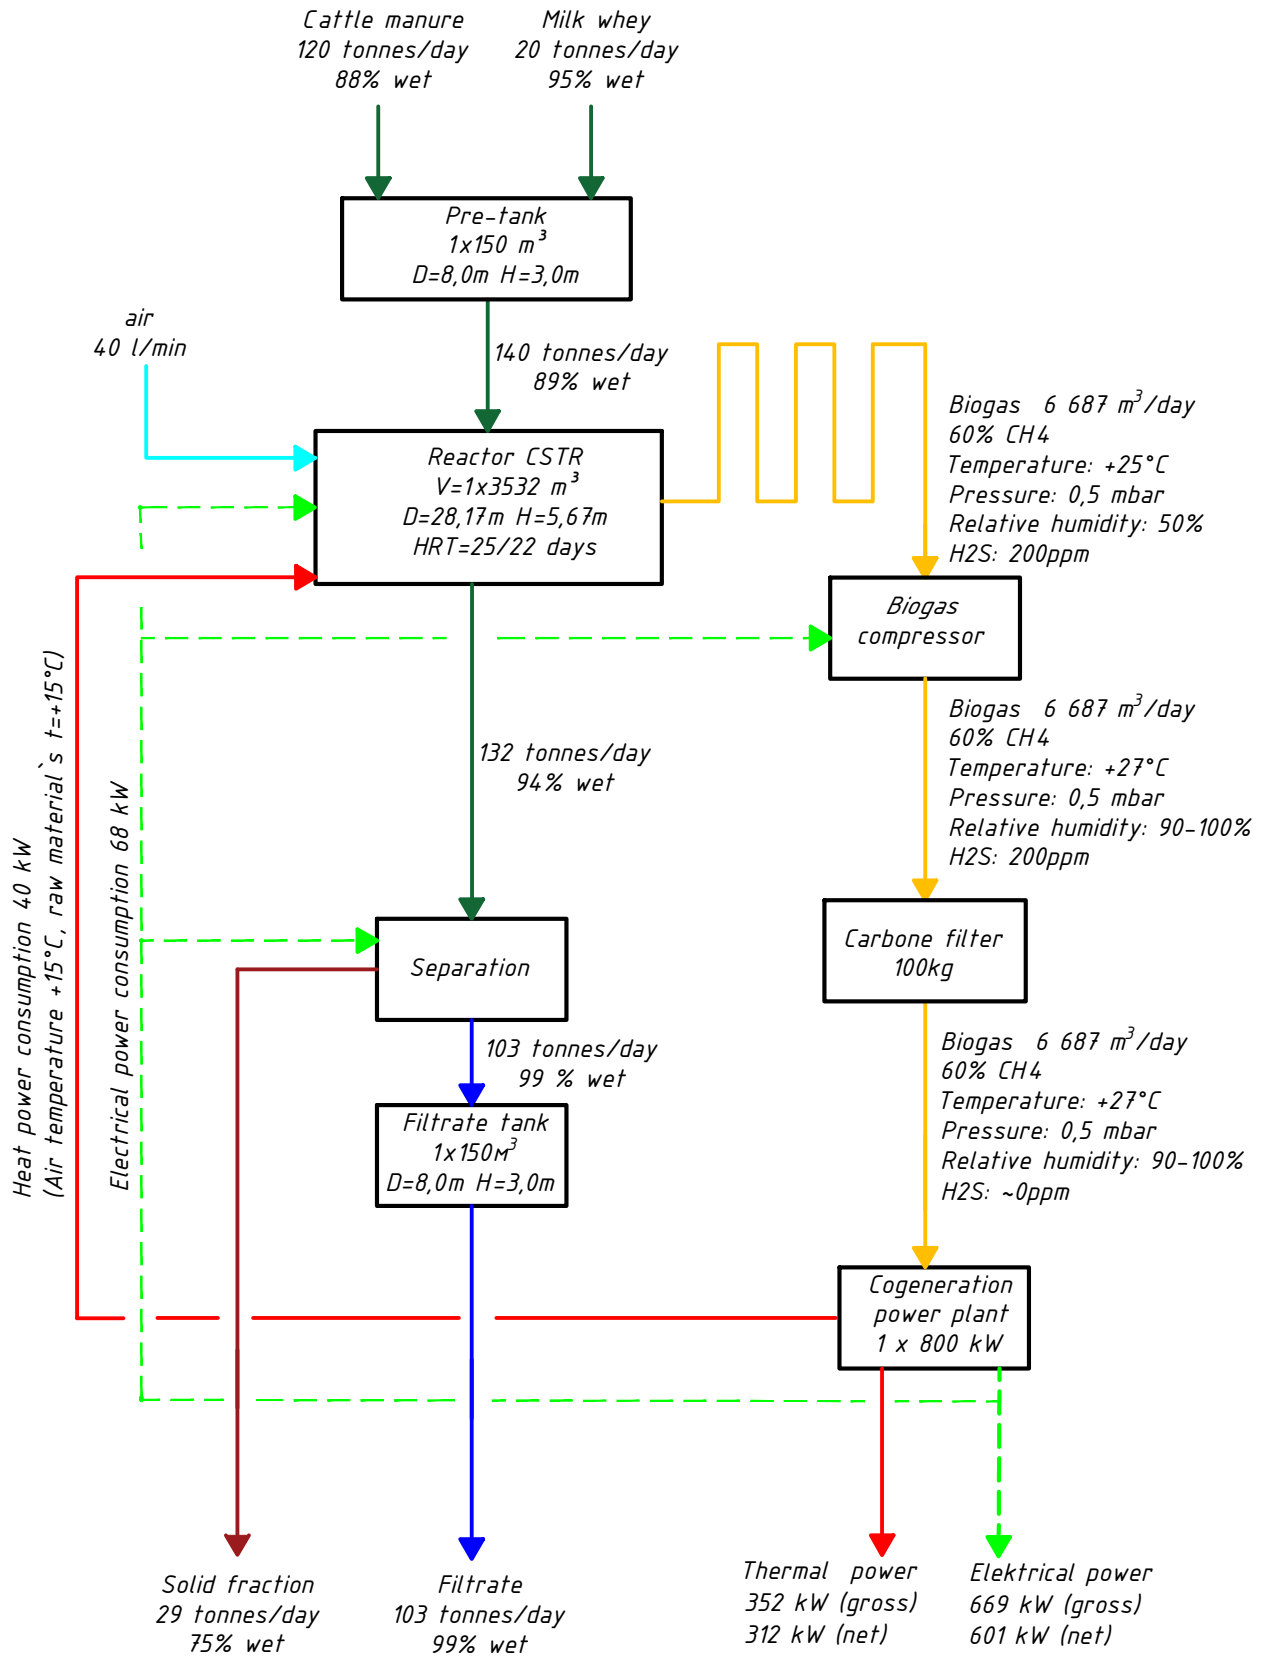 Cattle manure
120 tonnes/day
88% wet
Milk whey
20 tonnes/day
95% wet
Pre-tank
1x150 m³
D=8,0m H=3,0m
air
40 l/min
140 tonnes/day
89% wet
Reactor CSTR
V=1x3532 m³
D=28,17m H=5,67m
HRT=25/22 days
Biogas 6 687 m³/day
60% CH4
Temperature: +25°C
Pressure: 0,5 mbar
Relative humidity: 50%
H2S: 200ppm
Biogas
compressor
Biogas 6 687 m³/day
60% CH4
Temperature: +27°C
Pressure: 0,5 mbar
Relative humidity: 90-100%
H2S: 200ppm
132 tonnes/day
94% wet
Heat power consumption 40 kW
(Air temperature +15°C, raw material`s t=+15°C)
Electrical power consumption 68 kW
Separation
Carbone filter
100kg
103 tonnes/day
99 % wet
Biogas 6 687 m³/day
60% CH4
Temperature: +27°C
Pressure: 0,5 mbar
Relative humidity: 90-100%
H2S: ~0ppm
Filtrate tank
1x150м³
D=8,0m H=3,0m
Cogeneration
power plant
1 x 800 kW
Solid fraction
29 tonnes/day
75% wet
Filtrate
103 tonnes/day
99% wet
Thermal power
352 kW (gross)
312 kW (net)
Elektrical power
669 kW (gross)
601 kW (net)